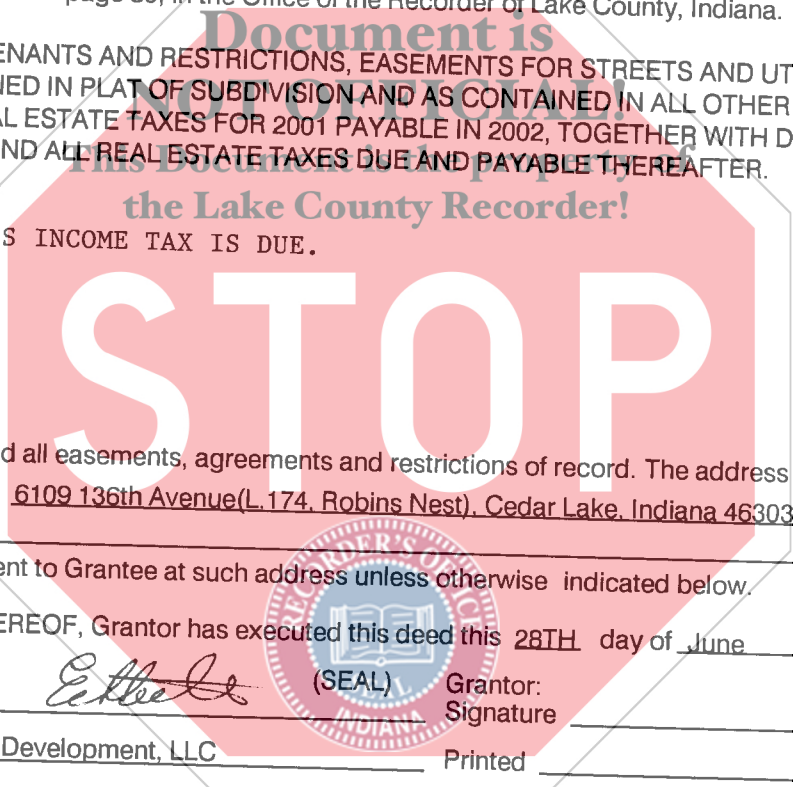 page 86, in the Office of the Recorder of Lake County, Indiana.
Document is
ENANTS AND RESTRICTIONS, EASEMENTS FOR STREETS AND UT
NED IN PLAT OF SUBDIVISION AND AS CONTAINED IN ALL OTHER
NOT OFFICIAL!
AL ESTATE TAXES FOR 2001 PAYABLE IN 2002, TOGETHER WITH D
ND ALL REAL ESTATE TAXES DUE AND PAYABLE THEREAFTER.
This Document is the property of
the Lake County Recorder!
S INCOME TAX IS DUE.
STOP
d all easements, agreements and restrictions of record. The address
6109 136th Avenue(L.174, Robins Nest), Cedar Lake, Indiana 46303
RECORDER'S OFFICE
ent to Grantee at such address unless otherwise indicated below.
EREOF, Grantor has executed this deed this 28TH day of June
(SEAL) Grantor:
SEAL
Signature
INDIANA
Development, LLC Printed